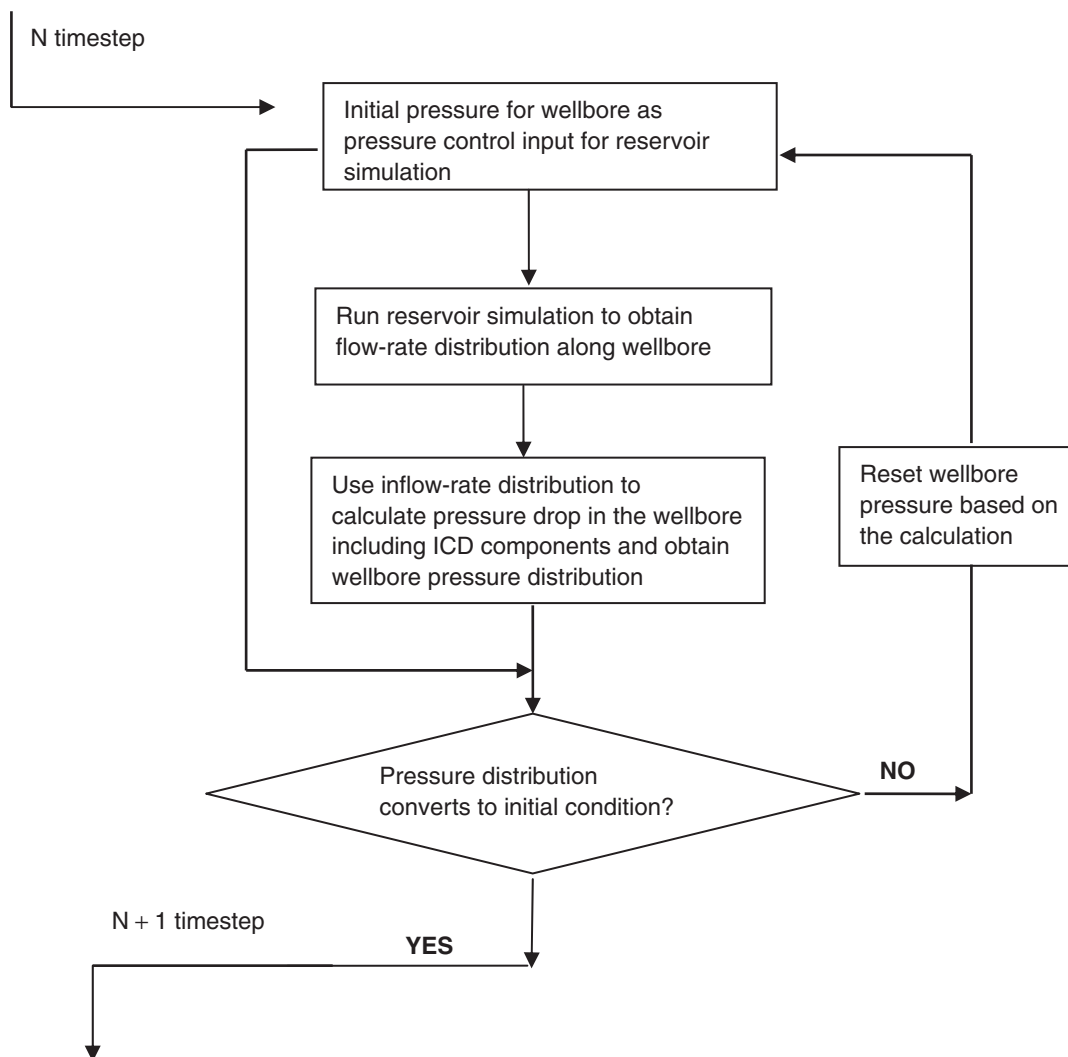 N timestep
Initial pressure for wellbore as
pressure control input for reservoir
simulation
Run reservoir simulation to obtain
flow-rate distribution along wellbore
Use inflow-rate distribution to
calculate pressure drop in the wellbore
including ICD components and obtain
wellbore pressure distribution
Reset wellbore
pressure based on
the calculation
Pressure distribution
converts to initial condition?
NO
N + 1 timestep
YES